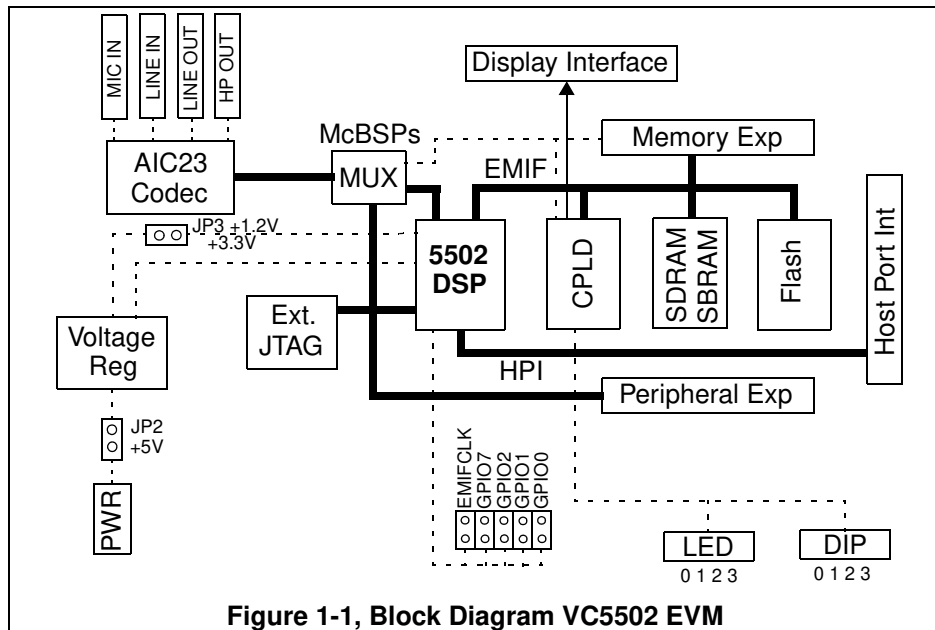 MIC IN
LINE IN
LINE OUT
HP OUT
Display Interface
McBSPs
Memory Exp
AIC23
Codec
MUX
EMIF
JP3 +1.2V
+3.3V
5502
DSP
CPLD
SDRAM
SBRAM
Flash
Host Port Int
Ext.
JTAG
Voltage
Reg
HPI
Peripheral Exp
JP2
+5V
EMIFCLK
GPIO7
GPIO2
GPIO1
GPIO0
PWR
LED
0 1 2 3
DIP
0 1 2 3
Figure 1-1, Block Diagram VC5502 EVM